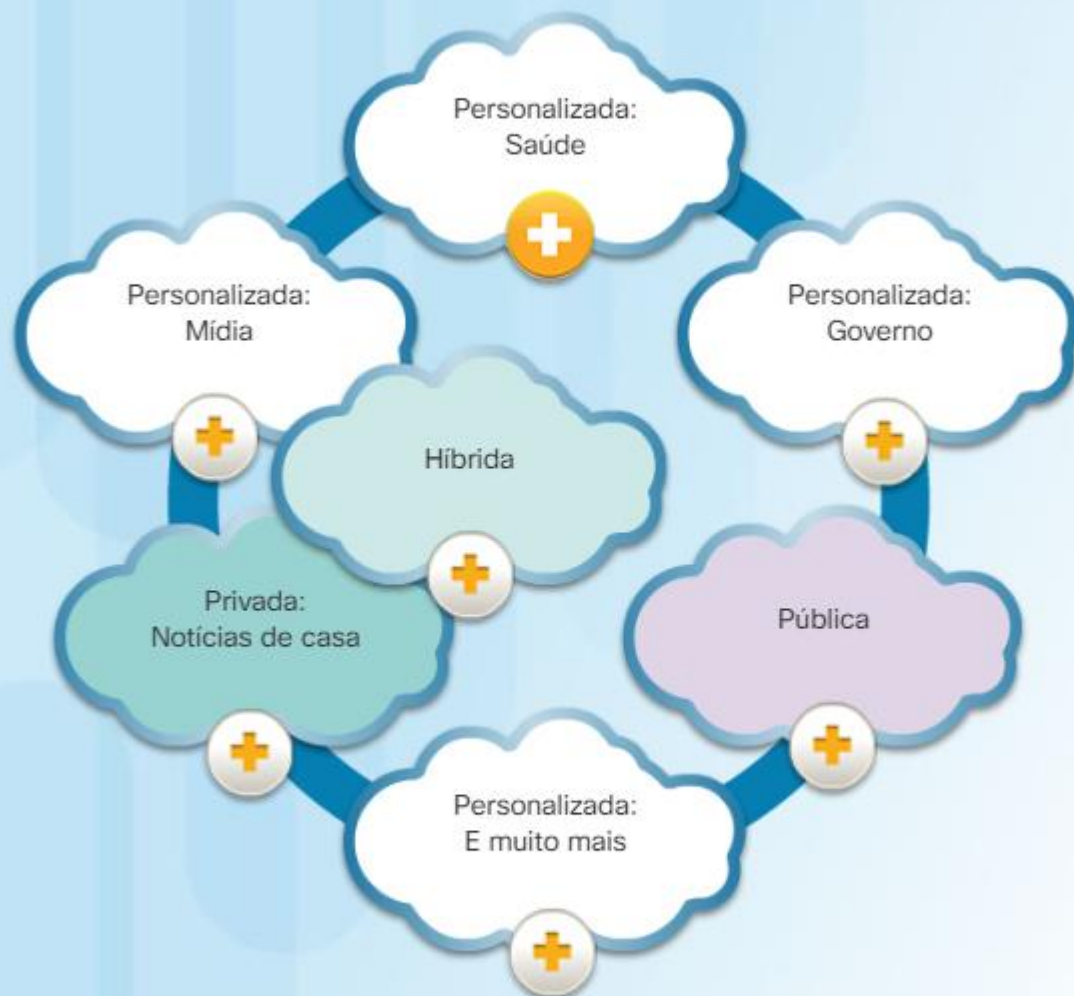 Personalizada:
Saúde
Personalizada:
Mídia
Personalizada:
Governo
Híbrida
Privada:
Notícias de casa
Pública
Personalizada:
E muito mais